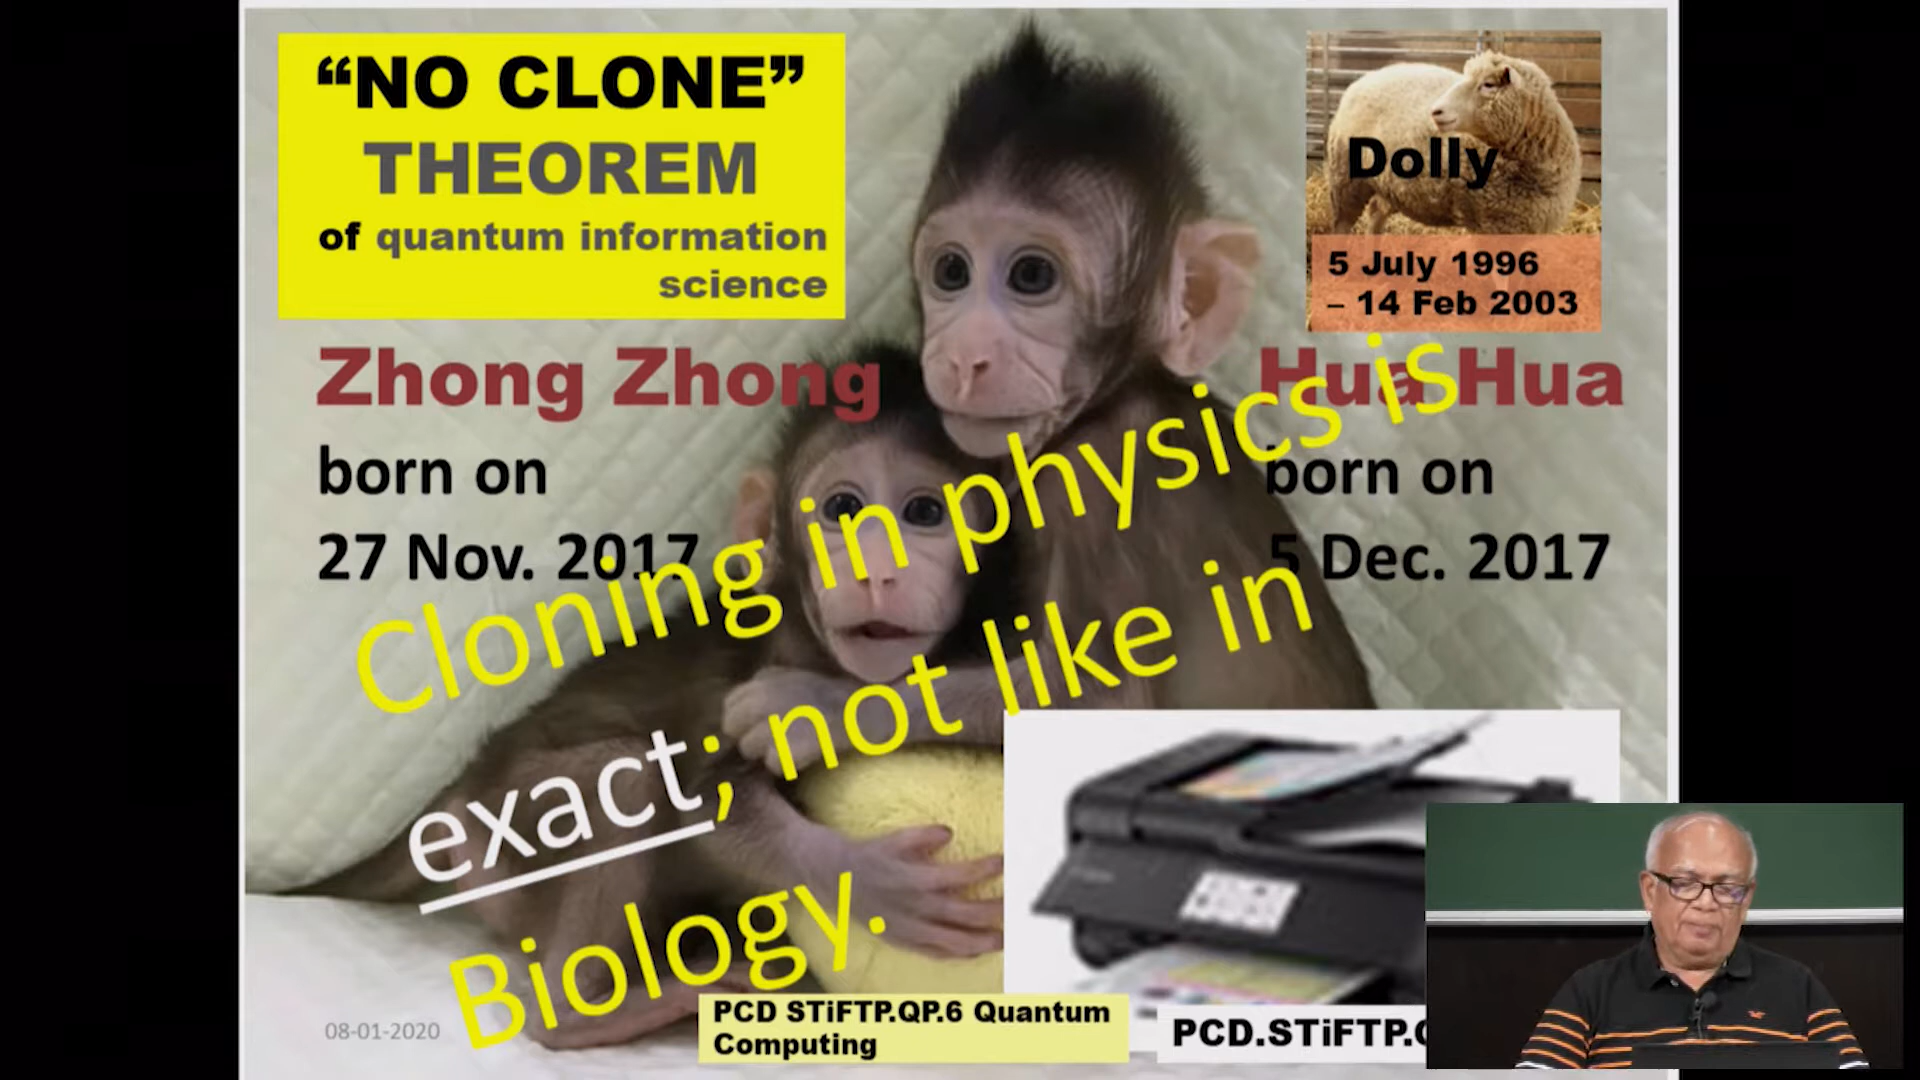 “NO CLONE”
THEOREM
of quantum information
science
Dolly
5 July 1996
– 14 Feb 2003
Zhong Zhong
born on
27 Nov. 2017
Hua Hua
born on
5 Dec. 2017
Cloning in physics is
exact; not like in
Biology.
08-01-2020
PCD STiFTP.QP.6 Quantum
Computing
PCD.STiFTP.